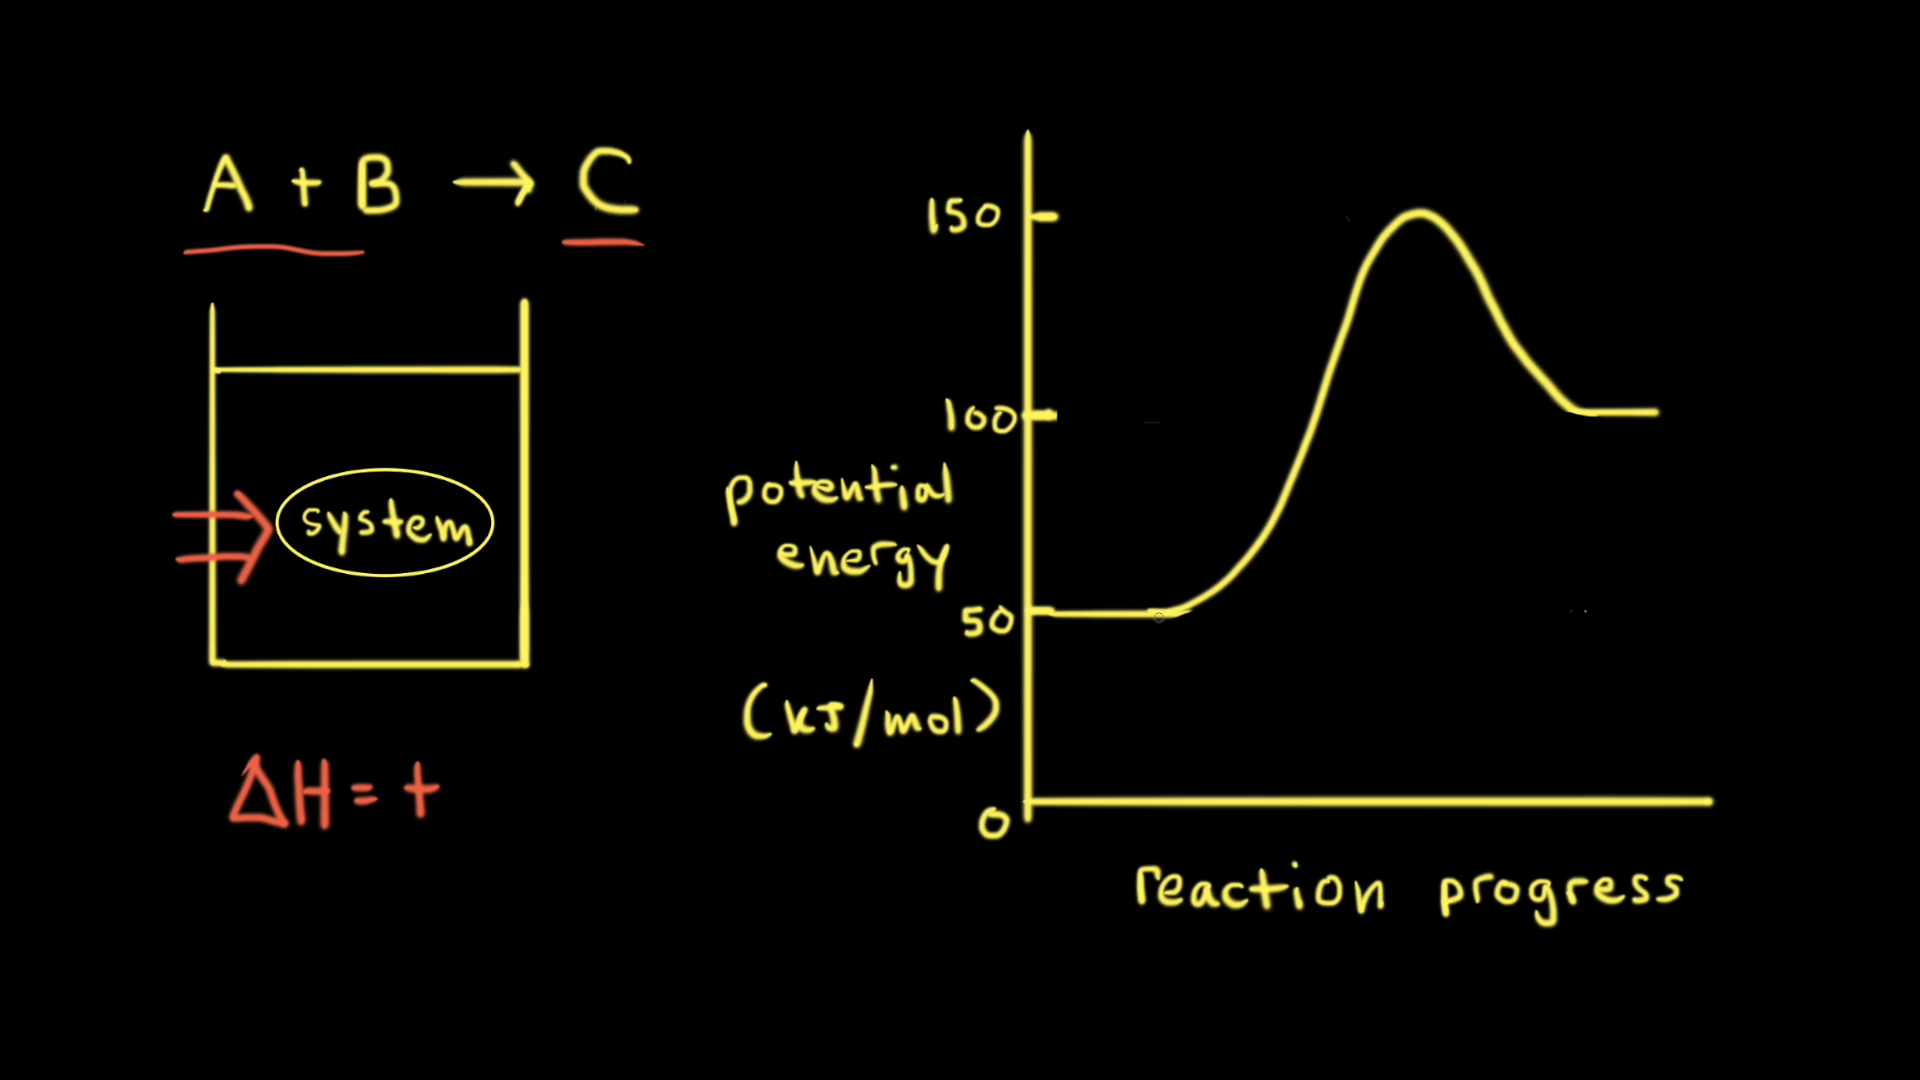 A + B → C
system
ΔH = +
150
100
potential
energy
50
(kJ/mol)
0
reaction progress